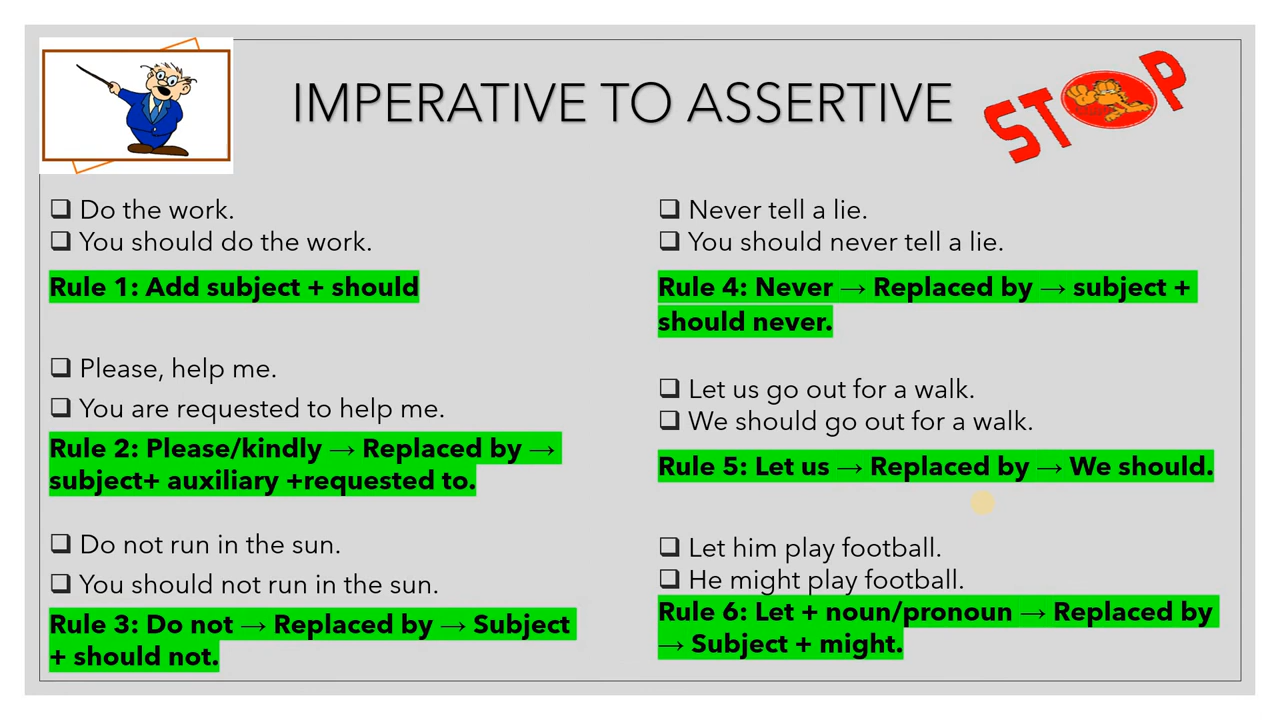 IMPERATIVE TO ASSERTIVE
STOP
❑ Do the work.
❑ You should do the work.
Rule 1: Add subject + should
❑ Please, help me.
❑ You are requested to help me.
Rule 2: Please/kindly → Replaced by →
subject+ auxiliary +requested to.
❑ Do not run in the sun.
❑ You should not run in the sun.
Rule 3: Do not → Replaced by → Subject
+ should not.
❑ Never tell a lie.
❑ You should never tell a lie.
Rule 4: Never → Replaced by → subject +
should never.
❑ Let us go out for a walk.
❑ We should go out for a walk.
Rule 5: Let us → Replaced by → We should.
❑ Let him play football.
❑ He might play football.
Rule 6: Let + noun/pronoun → Replaced by
→ Subject + might.